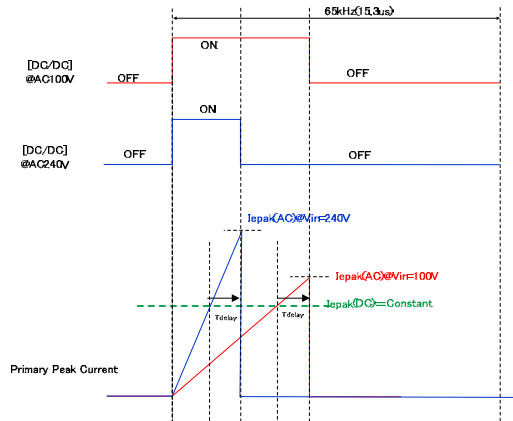 65kHz(15.3us)
ON
[DC/DC]
@AC100V
OFF
OFF
ON
[DC/DC]
@AC240V
OFF
OFF
Iepak(AC)@Vin=240V
Iepak(AC)@Vin=100V
Iepak(DC)=Constant
Tdelay
Tdelay
Primary Peak Current